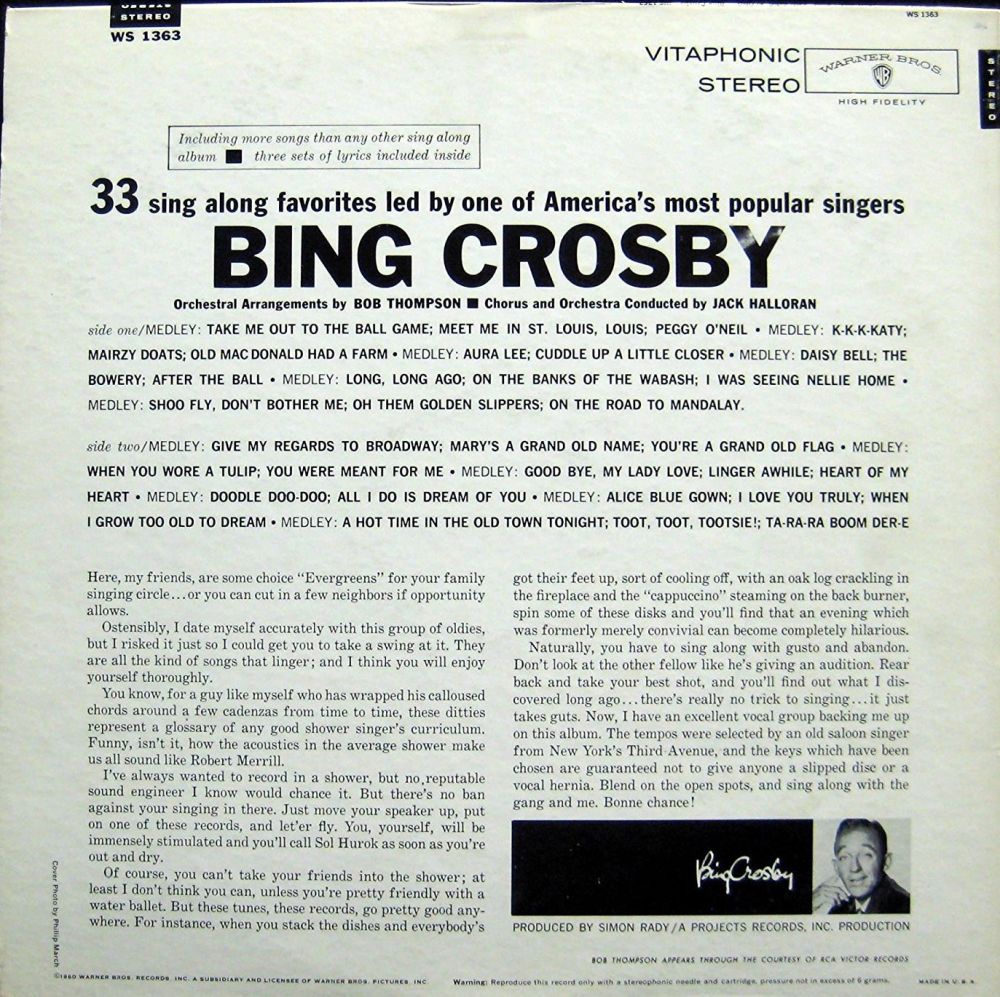 STEREO
WS 1363
WS 1363
VITAPHONIC
STEREO
WARNER BROS.
WB
HIGH FIDELITY
STEREO
Including more songs than any other sing along
album ■ three sets of lyrics included inside
33 sing along favorites led by one of America's most popular singers
BING CROSBY
Orchestral Arrangements by BOB THOMPSON ■ Chorus and Orchestra Conducted by JACK HALLORAN
side one/MEDLEY: TAKE ME OUT TO THE BALL GAME; MEET ME IN ST. LOUIS, LOUIS; PEGGY O'NEIL • MEDLEY: K-K-K-KATY;
MAIRZY DOATS; OLD MAC DONALD HAD A FARM • MEDLEY: AURA LEE; CUDDLE UP A LITTLE CLOSER • MEDLEY: DAISY BELL; THE
BOWERY; AFTER THE BALL • MEDLEY: LONG, LONG AGO; ON THE BANKS OF THE WABASH; I WAS SEEING NELLIE HOME •
MEDLEY: SHOO FLY, DON'T BOTHER ME; OH THEM GOLDEN SLIPPERS; ON THE ROAD TO MANDALAY.
side two/MEDLEY: GIVE MY REGARDS TO BROADWAY; MARY'S A GRAND OLD NAME; YOU'RE A GRAND OLD FLAG • MEDLEY:
WHEN YOU WORE A TULIP; YOU WERE MEANT FOR ME • MEDLEY: GOOD BYE, MY LADY LOVE; LINGER AWHILE; HEART OF MY
HEART • MEDLEY: DOODLE DOO-DOO; ALL I DO IS DREAM OF YOU • MEDLEY: ALICE BLUE GOWN; I LOVE YOU TRULY; WHEN
I GROW TOO OLD TO DREAM • MEDLEY: A HOT TIME IN THE OLD TOWN TONIGHT; TOOT, TOOT, TOOTSIE!; TA-RA-RA BOOM DER-E
Here, my friends, are some choice "Evergreens" for your family
singing circle...or you can cut in a few neighbors if opportunity
allows.
Ostensibly, I date myself accurately with this group of oldies,
but I risked it just so I could get you to take a swing at it. They
are all the kind of songs that linger; and I think you will enjoy
yourself thoroughly.
You know, for a guy like myself who has wrapped his calloused
chords around a few cadenzas from time to time, these ditties
represent a glossary of any good shower singer's curriculum.
Funny, isn't it, how the acoustics in the average shower make
us all sound like Robert Merrill.
I've always wanted to record in a shower, but no reputable
sound engineer I know would chance it. But there's no ban
against your singing in there. Just move your speaker up, put
on one of these records, and let'er fly. You, yourself, will be
immensely stimulated and you'll call Sol Hurok as soon as you're
out and dry.
Of course, you can't take your friends into the shower; at
least I don't think you can, unless you're pretty friendly with a
water ballet. But these tunes, these records, go pretty good any-
where. For instance, when you stack the dishes and everybody's
got their feet up, sort of cooling off, with an oak log crackling in
the fireplace and the "cappuccino" steaming on the back burner,
spin some of these disks and you'll find that an evening which
was formerly merely convivial can become completely hilarious.
Naturally, you have to sing along with gusto and abandon.
Don't look at the other fellow like he's giving an audition. Rear
back and take your best shot, and you'll find out what I dis-
covered long ago...there's really no trick to singing...it just
takes guts. Now, I have an excellent vocal group backing me up
on this album. The tempos were selected by an old saloon singer
from New York's Third Avenue, and the keys which have been
chosen are guaranteed not to give anyone a slipped disc or a
vocal hernia. Blend on the open spots, and sing along with the
gang and me. Bonne chance!
Bing Crosby
PRODUCED BY SIMON RADY/A PROJECTS RECORDS, INC. PRODUCTION
BOB THOMPSON APPEARS THROUGH THE COURTESY OF RCA VICTOR RECORDS
Cover Photo by Phillip March
©1960 WARNER BROS. RECORDS, INC. A SUBSIDIARY AND LICENSEE OF WARNER BROS. PICTURES, INC.
Warning: Reproduce this record only with a stereophonic needle and cartridge, pressure not in excess of 6 grams.
MADE IN U.S.A.